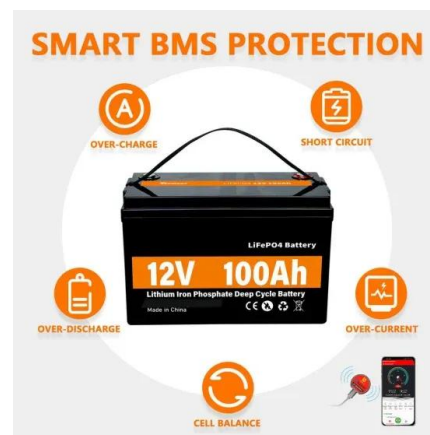 SMART BMS PROTECTION
A
OVER-CHARGE
SHORT CIRCUIT
LiFePO4 Battery
12V 100Ah
Lithium Iron Phosphate Deep Cycle Battery
Made in China
CE
OVER-DISCHARGE
OVER-CURRENT
CELL BALANCE